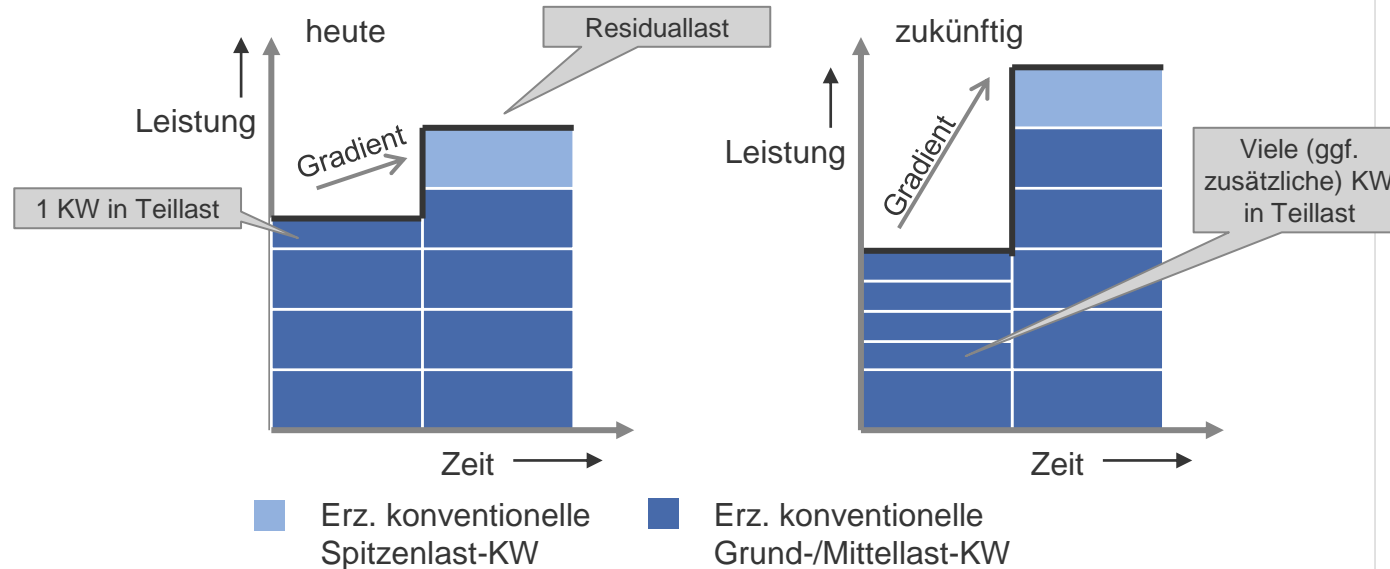 heute
Residuallast
Leistung
Gradient
1 KW in Teillast
Zeit
zukünftig
Leistung
Gradient
Viele (ggf.
zusätzliche) KW
in Teillast
Zeit
Erz. konventionelle
Spitzenlast-KW
Erz. konventionelle
Grund-/Mittellast-KW